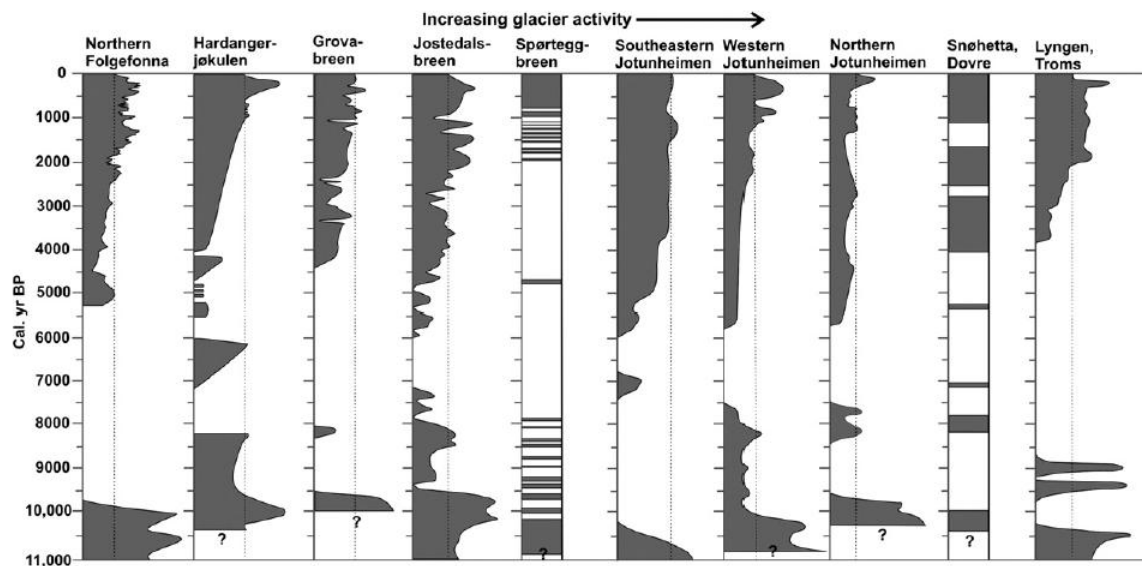 Increasing glacier activity
Northern
Folgefonna
Hardanger-
jøkulen
Grova-
breen
Jostedals-
breen
Spørtegg-
breen
Southeastern
Jotunheimen
Western
Jotunheimen
Northern
Jotunheimen
Snøhetta,
Dovre
Lyngen,
Troms
Cal. yr BP
0
1000
2000
3000
4000
5000
6000
7000
8000
9000
10,000
11,000
?
?
?
?
?
?